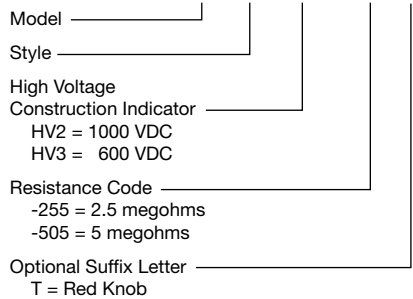 Model
Style
High Voltage
Construction Indicator
HV2 = 1000 VDC
HV3 = 600 VDC
Resistance Code
-255 = 2.5 megohms
-505 = 5 megohms
Optional Suffix Letter
T = Red Knob